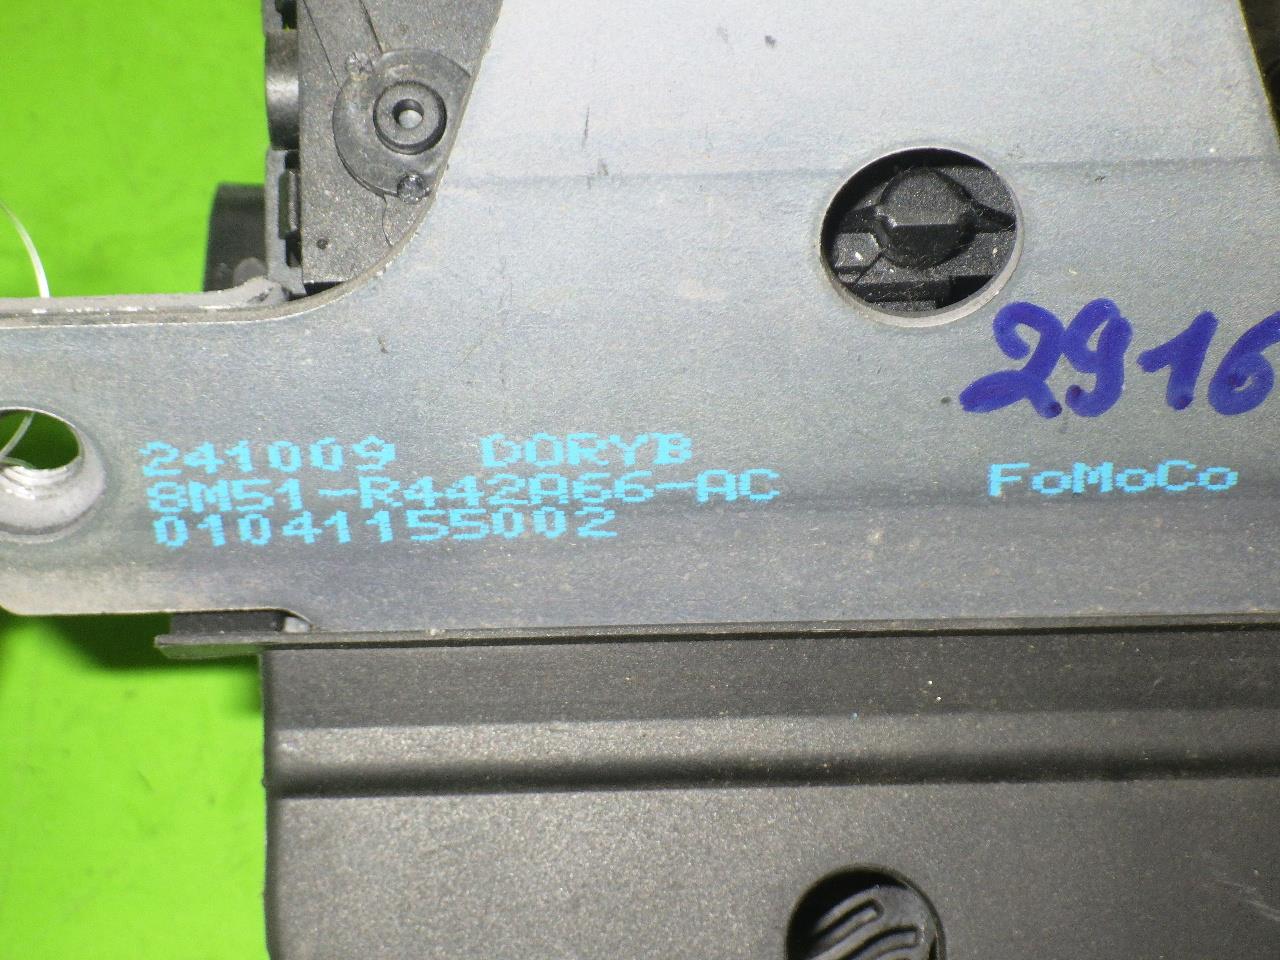 2916
241009 DORYB
8M51-R442A66-AC FoMoCo
01041155002